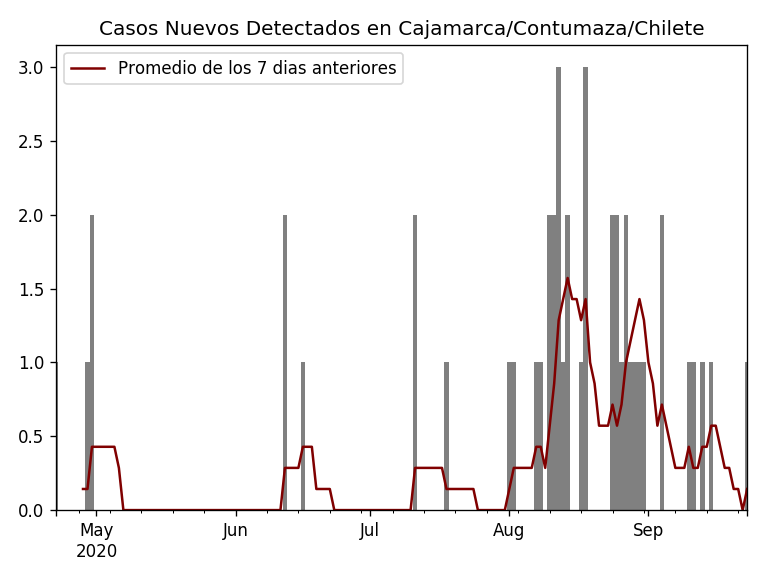 Casos Nuevos Detectados en Cajamarca/Contumaza/Chilete
Promedio de los 7 dias anteriores
3.0
2.5
2.0
1.5
1.0
0.5
0.0
May Jun Jul Aug Sep
2020